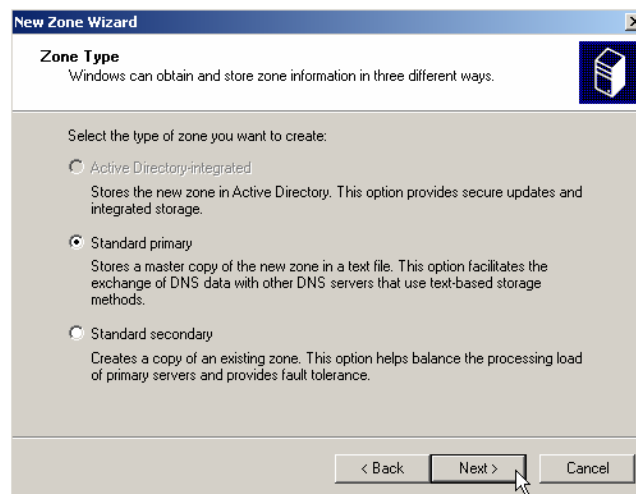 New Zone Wizard
Zone Type
Windows can obtain and store zone information in three different ways.
Select the type of zone you want to create:
Active Directory-integrated
Stores the new zone in Active Directory. This option provides secure updates and
integrated storage.
Standard primary
Stores a master copy of the new zone in a text file. This option facilitates the
exchange of DNS data with other DNS servers that use text-based storage
methods.
Standard secondary
Creates a copy of an existing zone. This option helps balance the processing load
of primary servers and provides fault tolerance.
< Back Next > Cancel